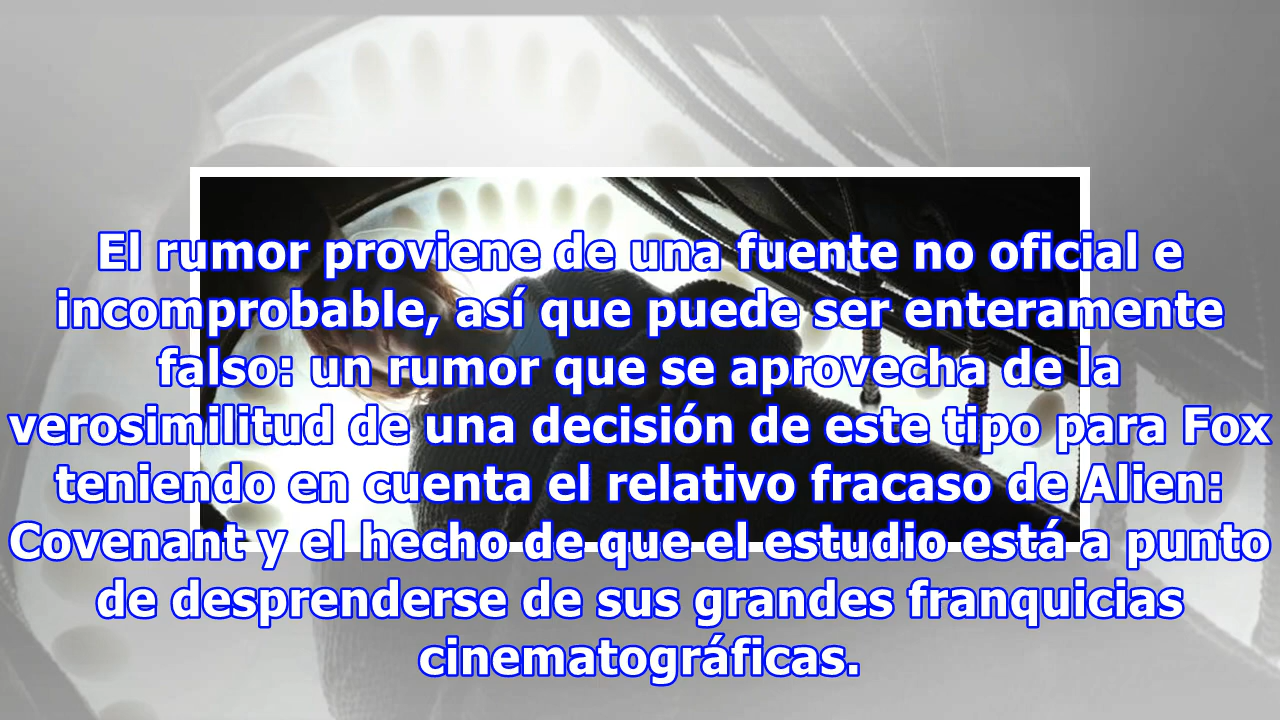 El rumor proviene de una fuente no oficial e
incomprobable, así que puede ser enteramente
falso: un rumor que se aprovecha de la
verosimilitud de una decisión de este tipo para Fox
teniendo en cuenta el relativo fracaso de Alien:
Covenant y el hecho de que el estudio está a punto
de desprenderse de sus grandes franquicias
cinematográficas.